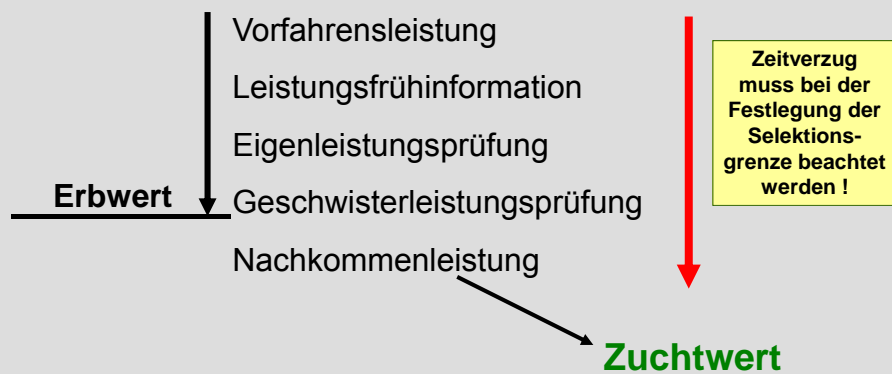 Vorfahrensleistung
Leistungsfrühinformation
Eigenleistungsprüfung
Erbwert
Geschwisterleistungsprüfung
Nachkommenleistung
Zuchtwert
Zeitverzug
muss bei der
Festlegung der
Selektions-
grenze beachtet
werden !